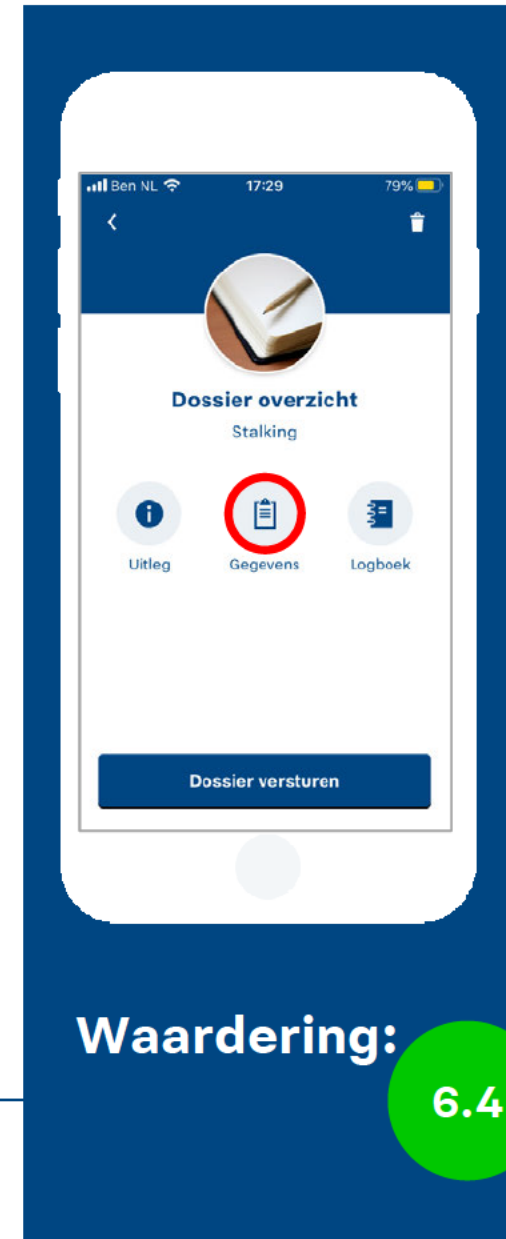 Ben NL 17:29 79%
Dossier overzicht
Stalking
Uitleg Gegevens Logboek
Dossier versturen
Waardering:
6.4